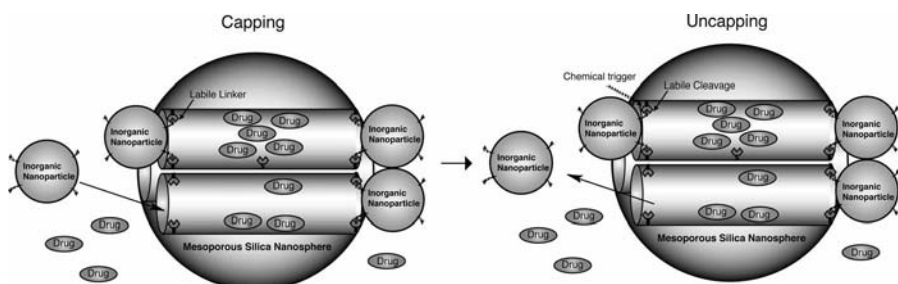 Capping
Labile Linker
Drug
Drug
Drug
Drug
Drug
Inorganic
Nanoparticle
Inorganic
Nanoparticle
Inorganic
Nanoparticle
Inorganic
Nanoparticle
Drug
Drug
Drug
Drug
Drug
Drug
Mesoporous Silica Nanosphere
Drug
Drug
Uncapping
Chemical trigger
Labile Cleavage
Drug
Drug
Drug
Drug
Drug
Inorganic
Nanoparticle
Inorganic
Nanoparticle
Inorganic
Nanoparticle
Inorganic
Nanoparticle
Drug
Drug
Drug
Drug
Drug
Mesoporous Silica Nanosphere
Drug
Drug